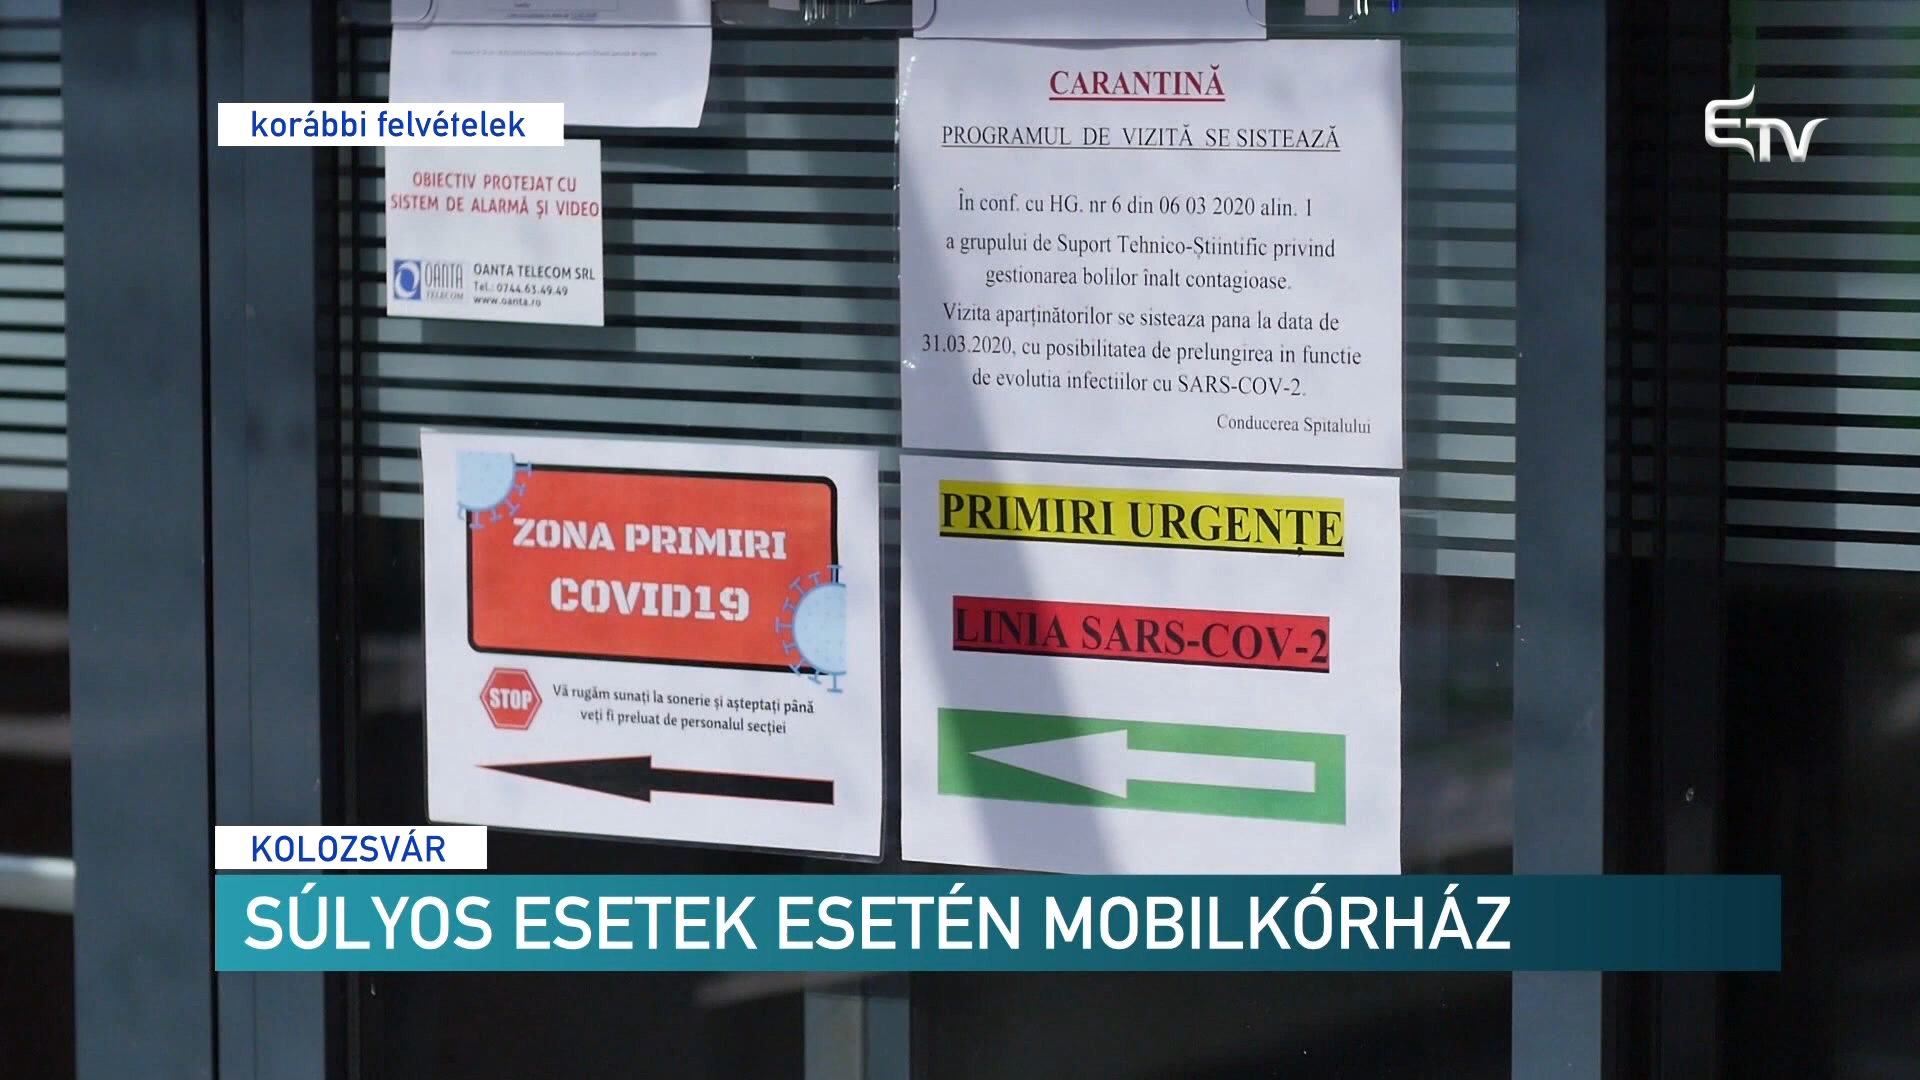 korábbi felvételek
ETV
OBIECTIV PROTEJAT CU
SISTEM DE ALARMĂ ȘI VIDEO
OANTA
TELECOM
OANTA TELECOM SRL
Tel.: 0744.63.49.49
www.oanta.ro
CARANTINĂ
PROGRAMUL DE VIZITĂ SE SISTEAZĂ
În conf. cu HG. nr 6 din 06 03 2020 alin. 1
a grupului de Suport Tehnico-Știintific privind
gestionarea bolilor înalt contagioase.
Vizita aparținătorilor se sisteaza pana la data de
31.03.2020, cu posibilitatea de prelungirea in functie
de evolutia infectiilor cu SARS-COV-2.
Conducerea Spitalului
ZONA PRIMIRI
COVID19
STOP
Vă rugăm sunați la sonerie și așteptați până
veți fi preluat de personalul secției
PRIMIRI URGENȚE
LINIA SARS-COV-2
KOLOZSVÁR
SÚLYOS ESETEK ESETÉN MOBILKÓRHÁZ